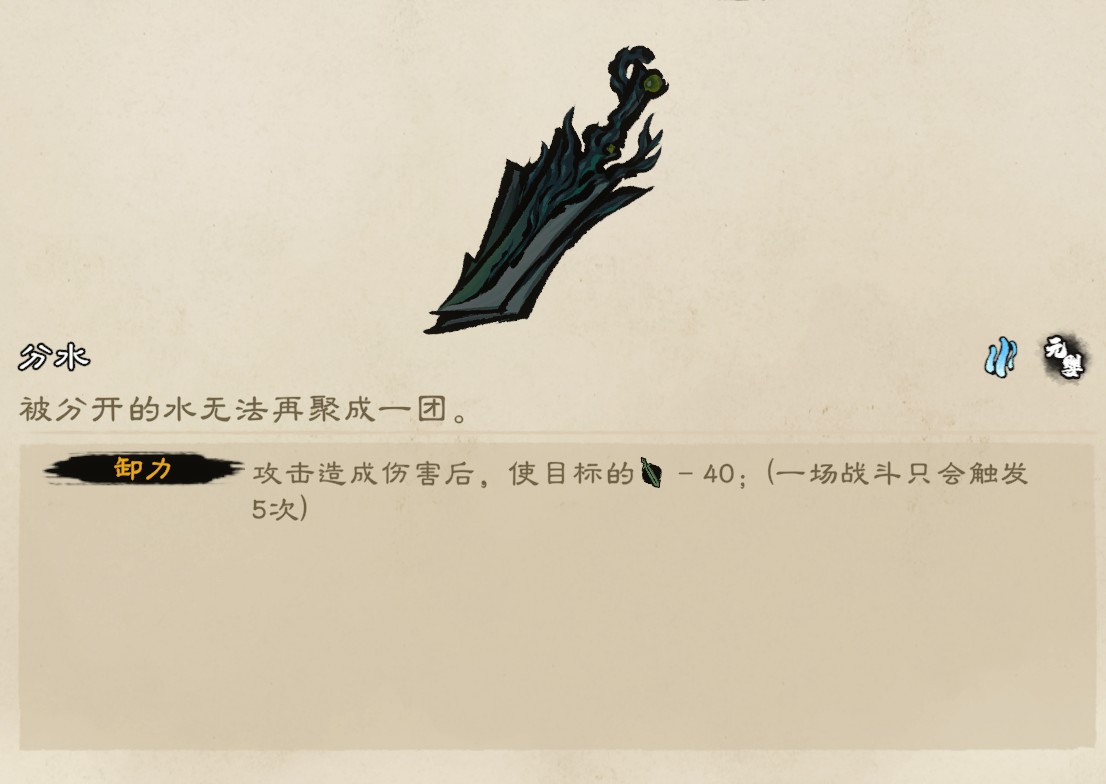 分水
元婴
被分开的水无法再聚成一团。
卸力
攻击造成伤害后，使目标的 - 40；(一场战斗只会触发
5次)